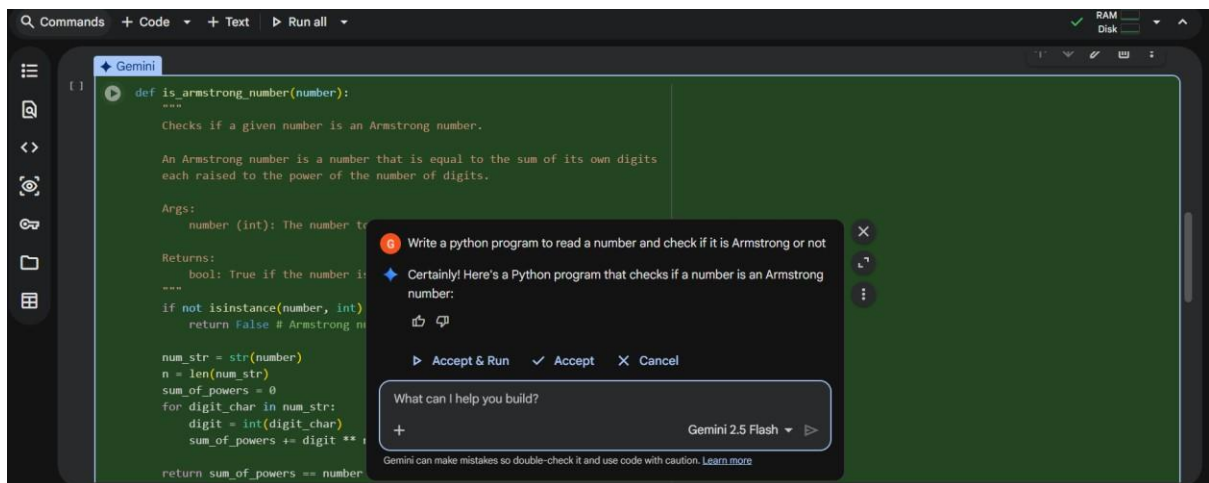 Commands + Code + Text Run all
RAM
Disk
Gemini
[ ]
def is_armstrong_number(number):
"""
Checks if a given number is an Armstrong number.
An Armstrong number is a number that is equal to the sum of its own digits
each raised to the power of the number of digits.
Args:
number (int): The number to
Returns:
bool: True if the number is
"""
if not isinstance(number, int)
return False # Armstrong
num_str = str(number)
n = len(num_str)
sum_of_powers = 0
for digit_char in num_str:
digit = int(digit_char)
sum_of_powers += digit **
return sum_of_powers == number
G Write a python program to read a number and check if it is Armstrong or not
Certainly! Here's a Python program that checks if a number is an Armstrong
number:
Accept & Run Accept Cancel
What can I help you build?
+ Gemini 2.5 Flash
Gemini can make mistakes so double-check it and use code with caution. Learn more